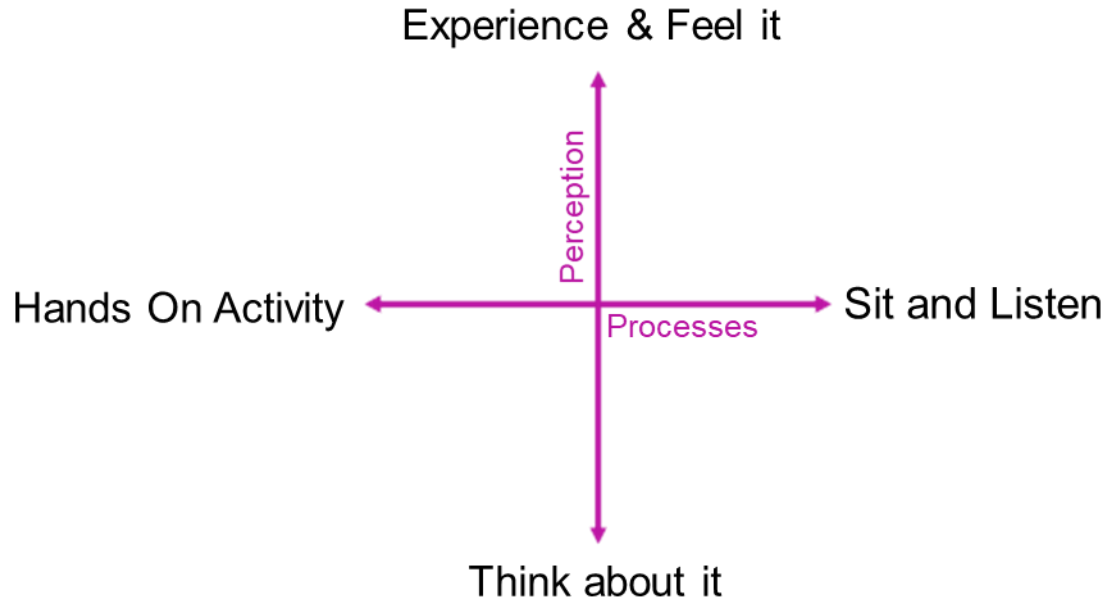 Experience & Feel it
Perception
Hands On Activity
Sit and Listen
Processes
Think about it